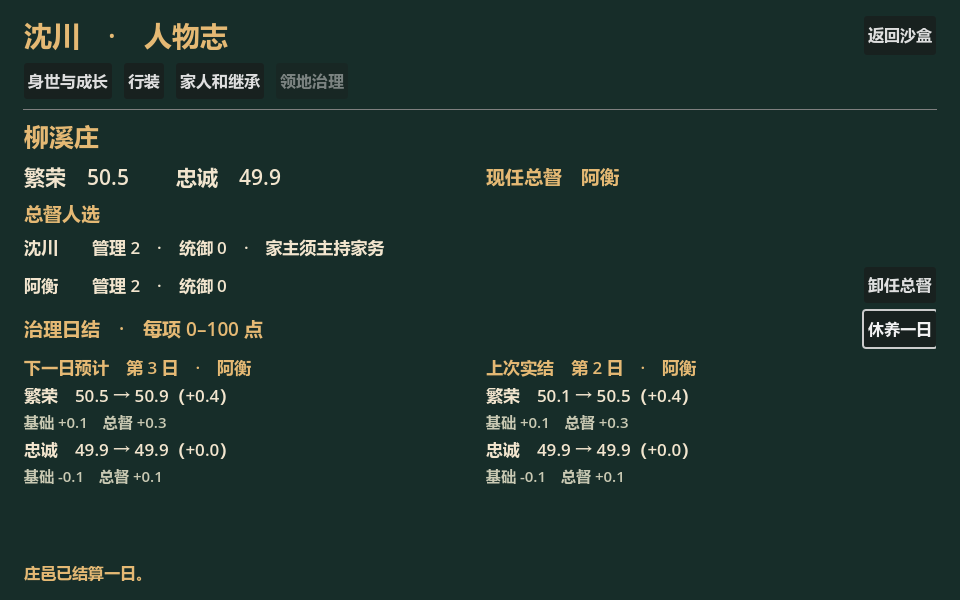 沈川 · 人物志
返回沙盒
身世与成长 行装 家人和继承 领地治理
柳溪庄
繁荣 50.5 忠诚 49.9 现任总督 阿衡
总督人选
沈川 管理 2 · 统御 0 · 家主须主持家务
阿衡 管理 2 · 统御 0 卸任总督
治理日结 · 每项 0–100 点 休养一日
下一日预计 第 3 日 · 阿衡
繁荣 50.5 → 50.9 (+0.4)
基础 +0.1 总督 +0.3
忠诚 49.9 → 49.9 (+0.0)
基础 -0.1 总督 +0.1
上次实结 第 2 日 · 阿衡
繁荣 50.1 → 50.5 (+0.4)
基础 +0.1 总督 +0.3
忠诚 49.9 → 49.9 (+0.0)
基础 -0.1 总督 +0.1
庄邑已结算一日。